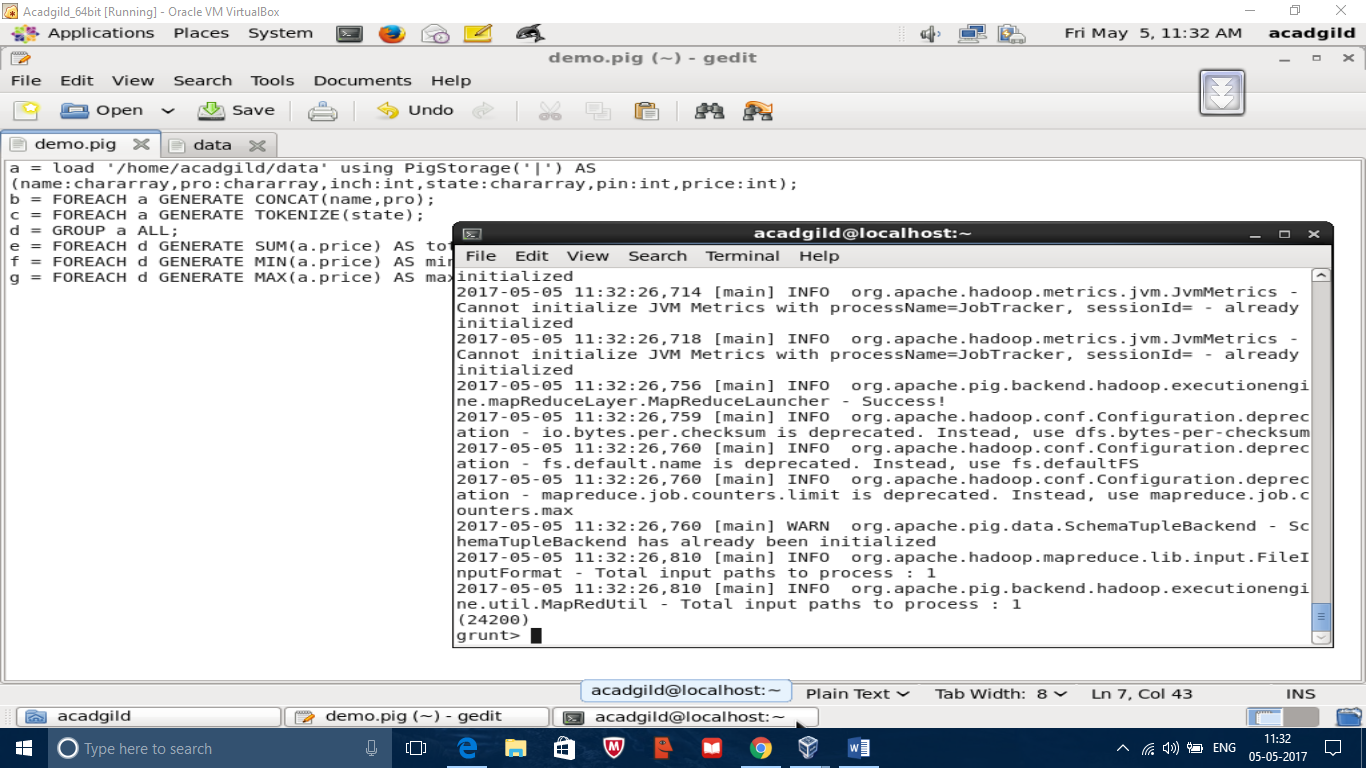 Acadgild_64bit [Running] - Oracle VM VirtualBox
Applications Places System Fri May 5, 11:32 AM acadgild
demo.pig (~) - gedit
File Edit View Search Tools Documents Help
Open Save Undo
demo.pig data
a = load '/home/acadgild/data' using PigStorage('|') AS
(name:chararray,pro:chararray,inch:int,state:chararray,pin:int,price:int);
b = FOREACH a GENERATE CONCAT(name,pro);
c = FOREACH a GENERATE TOKENIZE(state);
d = GROUP a ALL;
e = FOREACH d GENERATE SUM(a.price) AS
f = FOREACH d GENERATE MIN(a.price) AS
g = FOREACH d GENERATE MAX(a.price) AS
acadgild@localhost:~
File Edit View Search Terminal Help
initialized
2017-05-05 11:32:26,714 [main] INFO  org.apache.hadoop.metrics.jvm.JvmMetrics -
Cannot initialize JVM Metrics with processName=JobTracker, sessionId= - already
initialized
2017-05-05 11:32:26,718 [main] INFO  org.apache.hadoop.metrics.jvm.JvmMetrics -
Cannot initialize JVM Metrics with processName=JobTracker, sessionId= - already
initialized
2017-05-05 11:32:26,756 [main] INFO  org.apache.pig.backend.hadoop.executionengi
ne.mapReduceLayer.MapReduceLauncher - Success!
2017-05-05 11:32:26,759 [main] INFO  org.apache.hadoop.conf.Configuration.deprec
ation - io.bytes.per.checksum is deprecated. Instead, use dfs.bytes-per-checksum
2017-05-05 11:32:26,760 [main] INFO  org.apache.hadoop.conf.Configuration.deprec
ation - fs.default.name is deprecated. Instead, use fs.defaultFS
2017-05-05 11:32:26,760 [main] INFO  org.apache.hadoop.conf.Configuration.deprec
ation - mapreduce.job.counters.limit is deprecated. Instead, use mapreduce.job.c
ounters.max
2017-05-05 11:32:26,760 [main] WARN  org.apache.pig.data.SchemaTupleBackend - Sc
hemaTupleBackend has already been initialized
2017-05-05 11:32:26,810 [main] INFO  org.apache.hadoop.mapreduce.lib.input.FileI
nputFormat - Total input paths to process : 1
2017-05-05 11:32:26,810 [main] INFO  org.apache.pig.backend.hadoop.executionengi
ne.util.MapRedUtil - Total input paths to process : 1
(24200)
grunt>
acadgild@localhost:~ Plain Text Tab Width: 8 Ln 7, Col 43 INS
acadgild demo.pig (~) - gedit acadgild@localhost:~
Type here to search ENG 11:32
05-05-2017